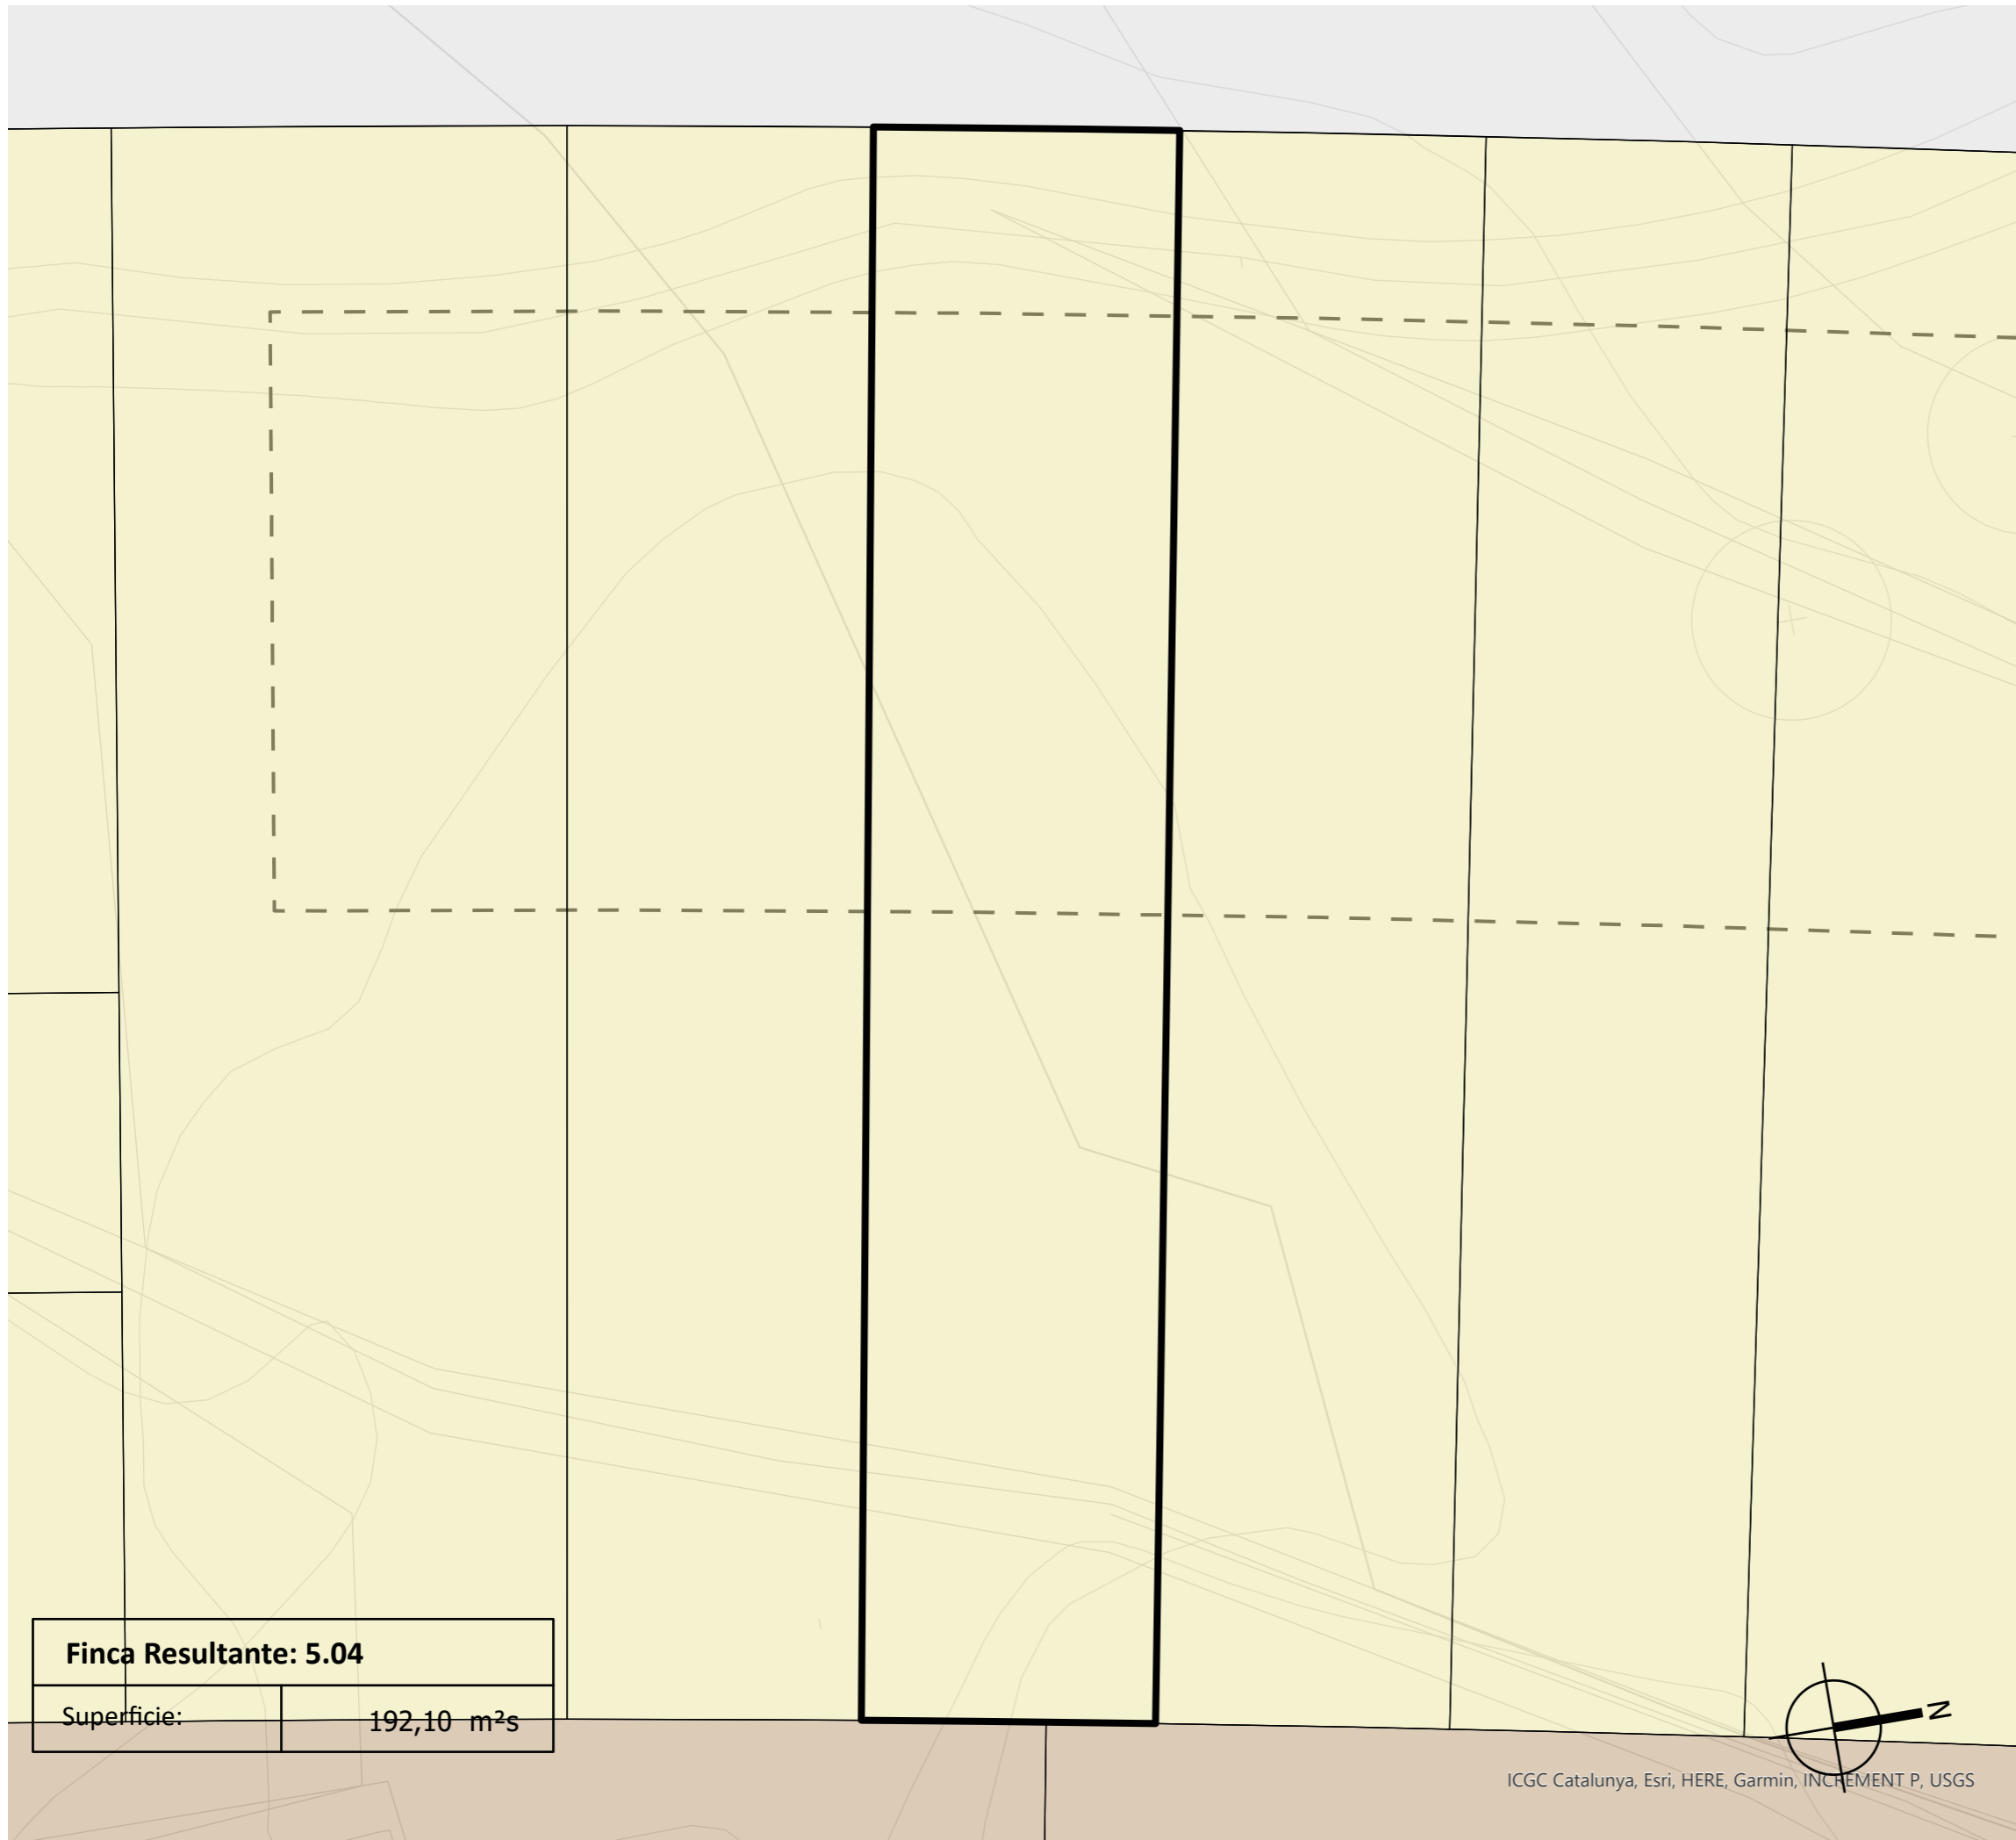 Finca Resultante: 5.04
Superficie: 192,10 m²s
N
ICGC Catalunya, Esri, HERE, Garmin, INCREMENT P, USGS